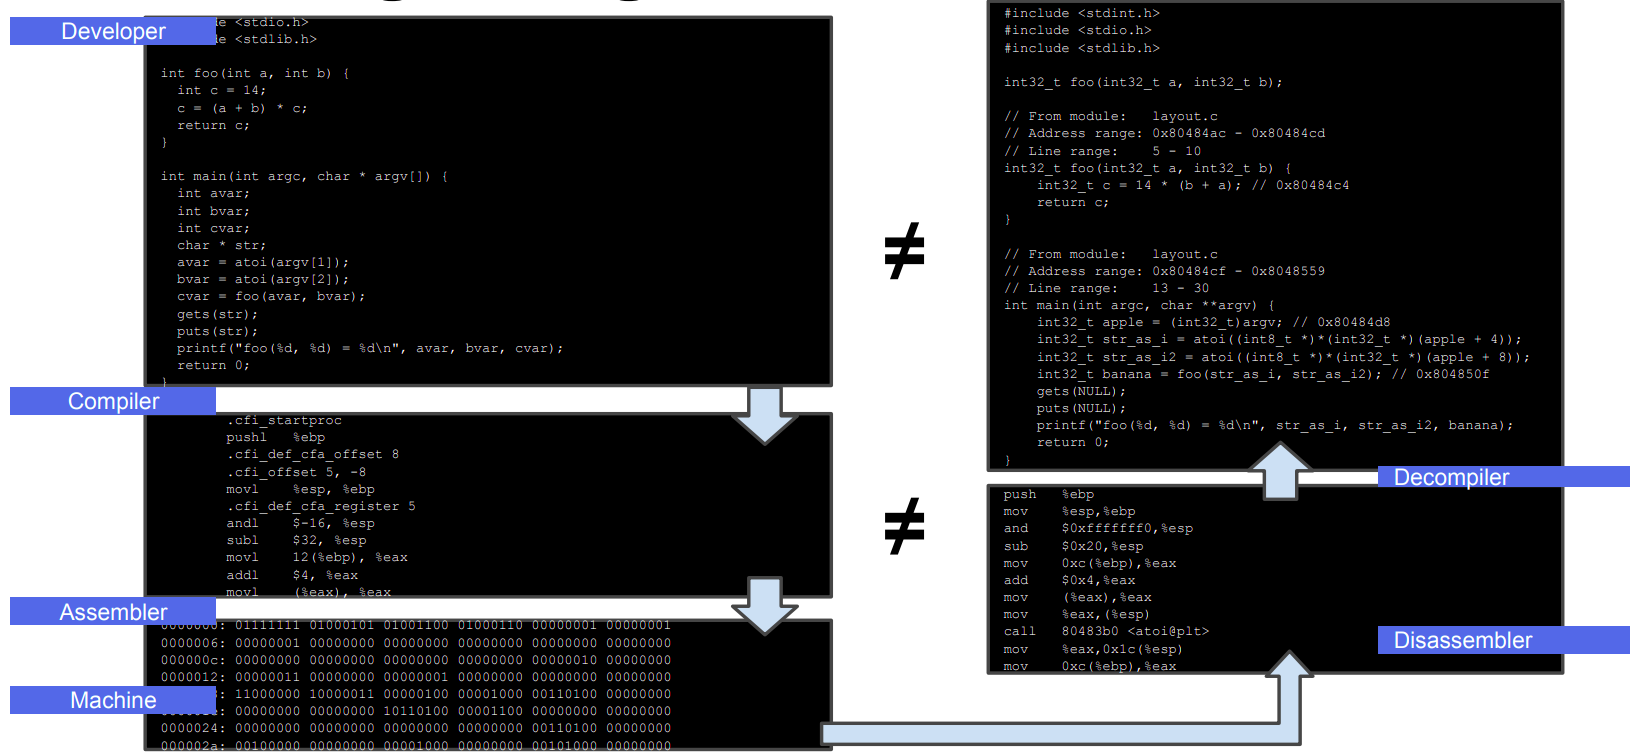 Developer
le <stdio.h>
le <stdlib.h>
int foo(int a, int b) {
int c = 14;
c = (a + b) * c;
return c;
}
int main(int argc, char * argv[]) {
int avar;
int bvar;
int cvar;
char * str;
avar = atoi(argv[1]);
bvar = atoi(argv[2]);
cvar = foo(avar, bvar);
gets(str);
puts(str);
printf("foo(%d, %d) = %d\n", avar, bvar, cvar);
return 0;
}
Compiler
.cfi_startproc
pushl %ebp
.cfi_def_cfa_offset 8
.cfi_offset 5, -8
movl %esp, %ebp
.cfi_def_cfa_register 5
andl $-16, %esp
subl $32, %esp
movl 12(%ebp), %eax
addl $4, %eax
movl (%eax), %eax
Assembler
0000000: 01111111 01000101 01001100 01000110 00000001 00000001
0000006: 00000001 00000000 00000000 00000000 00000000 00000000
000000c: 00000000 00000000 00000000 00000000 00000010 00000000
0000012: 00000011 00000000 00000001 00000000 00000000 00000000
Machine
8: 11000000 10000011 00000100 00001000 00110100 00000000
e: 00000000 00000000 10110100 00001100 00000000 00000000
0000024: 00000000 00000000 00000000 00000000 00110100 00000000
000002a: 00100000 00000000 00001000 00000000 00101000 00000000
≠
≠
#include <stdint.h>
#include <stdio.h>
#include <stdlib.h>
int32_t foo(int32_t a, int32_t b);
// From module: layout.c
// Address range: 0x80484ac - 0x80484cd
// Line range: 5 - 10
int32_t foo(int32_t a, int32_t b) {
int32_t c = 14 * (b + a); // 0x80484c4
return c;
}
// From module: layout.c
// Address range: 0x80484cf - 0x8048559
// Line range: 13 - 30
int main(int argc, char **argv) {
int32_t apple = (int32_t)argv; // 0x80484d8
int32_t str_as_i = atoi((int8_t *)*(int32_t *)(apple + 4));
int32_t str_as_i2 = atoi((int8_t *)*(int32_t *)(apple + 8));
int32_t banana = foo(str_as_i, str_as_i2); // 0x804850f
gets(NULL);
puts(NULL);
printf("foo(%d, %d) = %d\n", str_as_i, str_as_i2, banana);
return 0;
}
Decompiler
push %ebp
mov %esp,%ebp
and $0xfffffff0,%esp
sub $0x20,%esp
mov 0xc(%ebp),%eax
add $0x4,%eax
mov (%eax),%eax
mov %eax,(%esp)
call 80483b0 <atoi@plt>
mov %eax,0x1c(%esp)
mov 0xc(%ebp),%eax
Disassembler